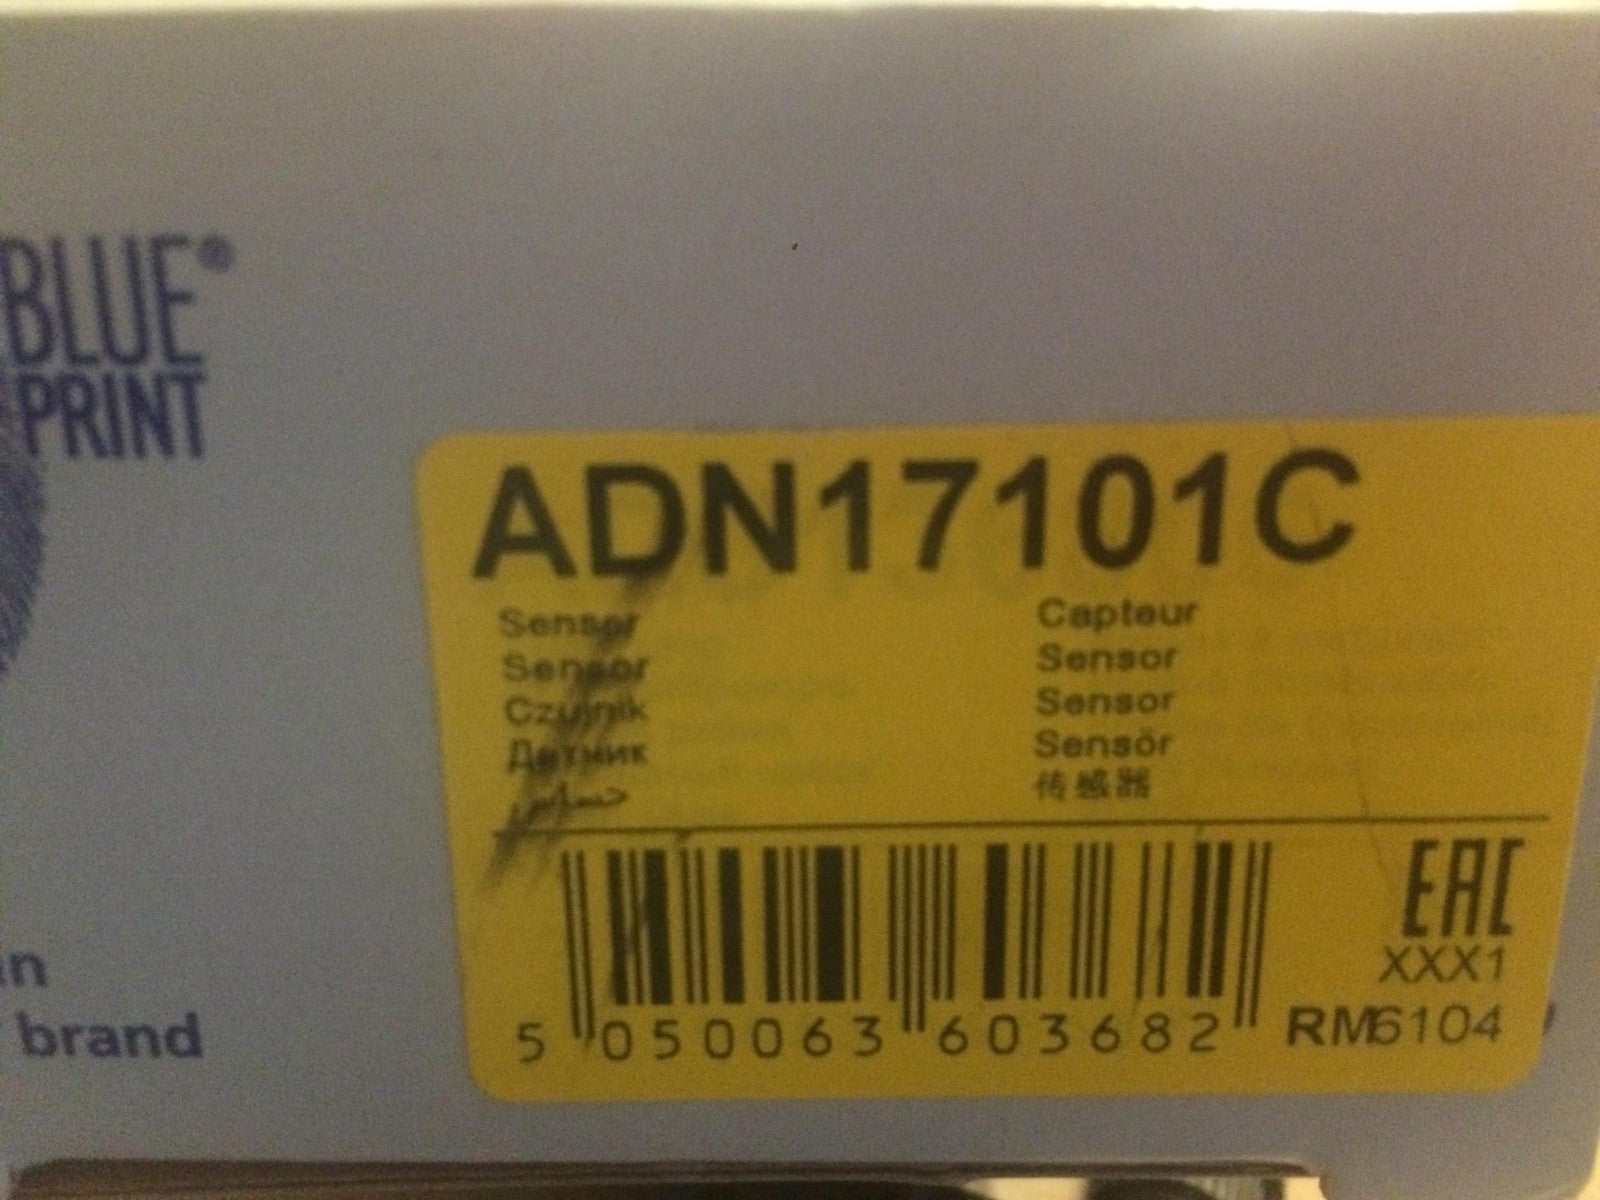 BLUE®
PRINT
ADN17101C
Sensor
Sensor
Czujnik
Датчик
حساس
Capteur
Sensor
Sensor
Sensör
传感器
EAC
XXX1
5 050063 603682
RM6104
brand